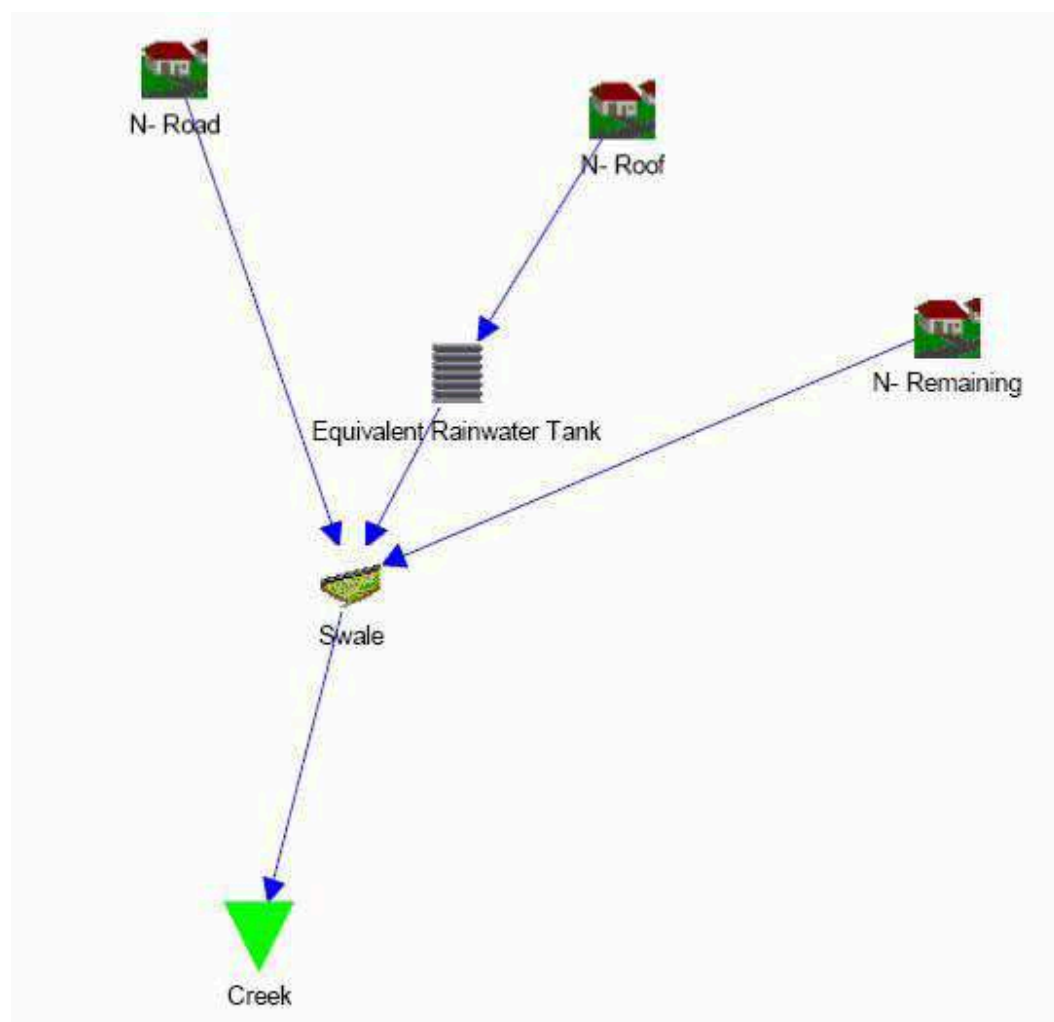 N- Road
N- Roof
N- Remaining
Equivalent Rainwater Tank
Swale
Creek